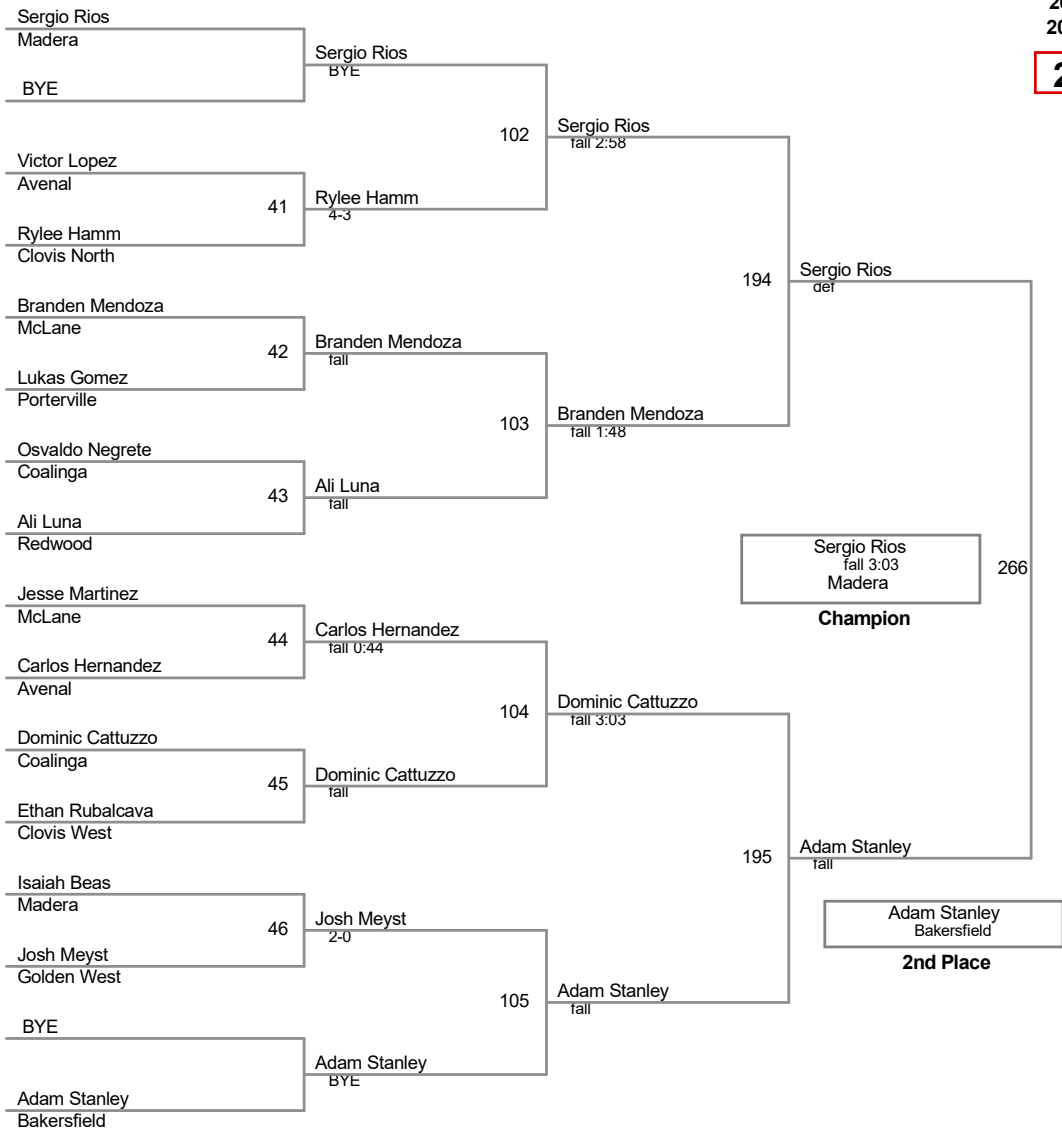 Sergio Rios
Madera
BYE
Victor Lopez
Avenal
41
Rylee Hamm
Clovis North
Branden Mendoza
McLane
42
Lukas Gomez
Porterville
Osvaldo Negrete
Coalinga
43
Ali Luna
Redwood
Jesse Martinez
McLane
44
Carlos Hernandez
Avenal
Dominic Cattuzzo
Coalinga
45
Ethan Rubalcava
Clovis West
Isaiah Beas
Madera
46
Josh Meyst
Golden West
BYE
Adam Stanley
Bakersfield
Sergio Rios
BYE
102
Rylee Hamm
4-3
Branden Mendoza
fall
103
Ali Luna
fall
Carlos Hernandez
fall 0:44
104
Dominic Cattuzzo
fall
Josh Meyst
2-0
105
Adam Stanley
BYE
Sergio Rios
fall 2:58
194
Branden Mendoza
fall 1:48
Dominic Cattuzzo
fall 3:03
195
Adam Stanley
fall
Sergio Rios
def
266
Adam Stanley
fall
Sergio Rios
fall 3:03
Madera
Champion
Adam Stanley
Bakersfield
2nd Place